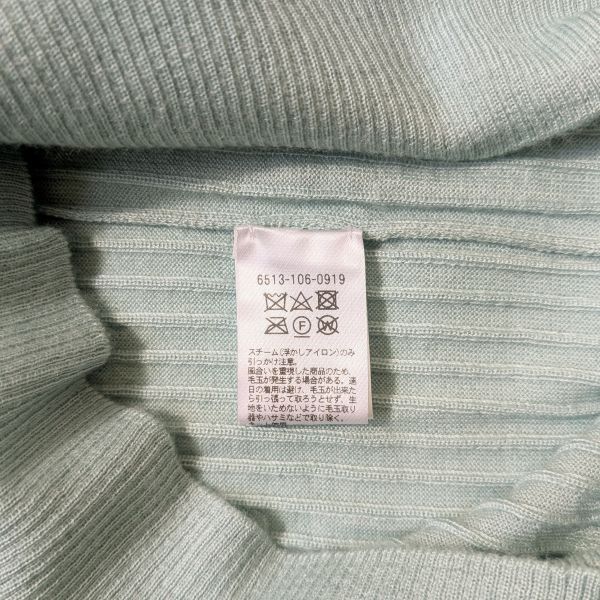 6513-106-0919
F W
スチーム(浮かしアイロン)のみ
引っかけ注意。
風合いを重視した商品のため、
毛玉が発生する場合がある。連
日の着用は避け、毛玉が出来た
ら引っ張って取ろうとせず、生
地をいためないように毛玉取り
器やハサミなどで取り除く。